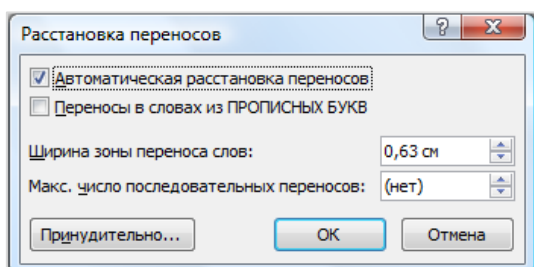 Расстановка переносов
Автоматическая расстановка переносов
Переносы в словах из ПРОПИСНЫХ БУКВ
Ширина зоны переноса слов: 0,63 см
Макс. число последовательных переносов: (нет)
Принудительно... ОК Отмена